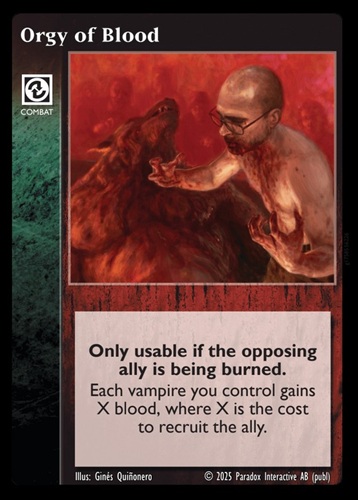 Orgy of Blood
COMBAT
Only usable if the opposing
ally is being burned.
Each vampire you control gains
X blood, where X is the cost
to recruit the ally.
Illus: Ginés Quiñonero © 2025 Paradox Interactive AB (publ)